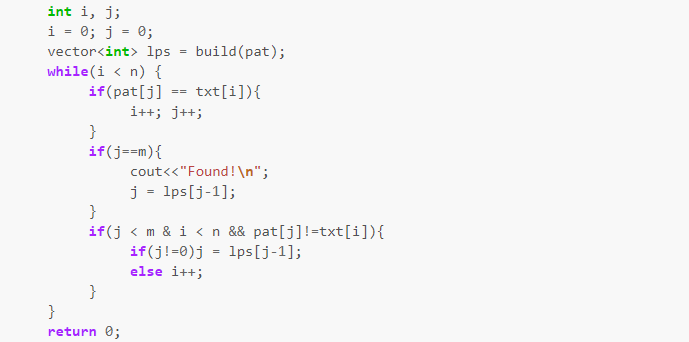 int i, j;
i = 0; j = 0;
vector<int> lps = build(pat);
while(i < n) {
if(pat[j] == txt[i]){
i++; j++;
}
if(j==m){
cout<<"Found!\n";
j = lps[j-1];
}
if(j < m & i < n && pat[j]!=txt[i]){
if(j!=0)j = lps[j-1];
else i++;
}
}
return 0;